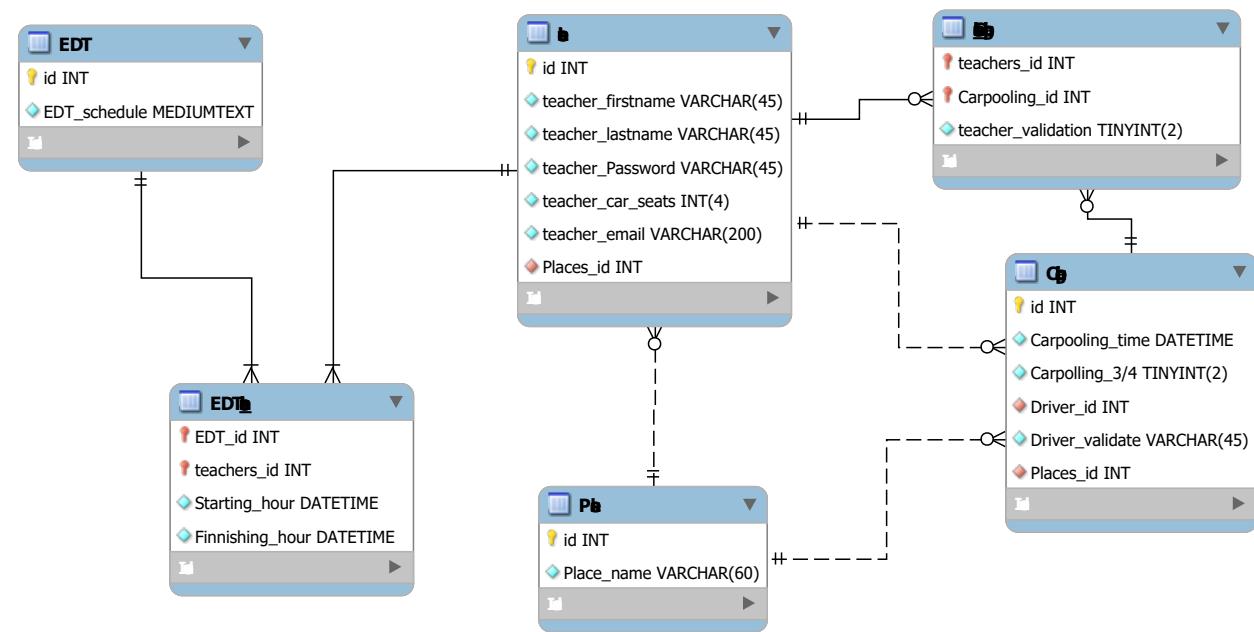 EDT
id INT
EDT_schedule MEDIUMTEXT
id INT
teacher_firstname VARCHAR(45)
teacher_lastname VARCHAR(45)
teacher_Password VARCHAR(45)
teacher_car_seats INT(4)
teacher_email VARCHAR(200)
Places_id INT
teachers_id INT
Carpooling_id INT
teacher_validation TINYINT(2)
id INT
Carpooling_time DATETIME
Carpolling_3/4 TINYINT(2)
Driver_id INT
Driver_validate VARCHAR(45)
Places_id INT
EDT_id INT
teachers_id INT
Starting_hour DATETIME
Finnishing_hour DATETIME
id INT
Place_name VARCHAR(60)